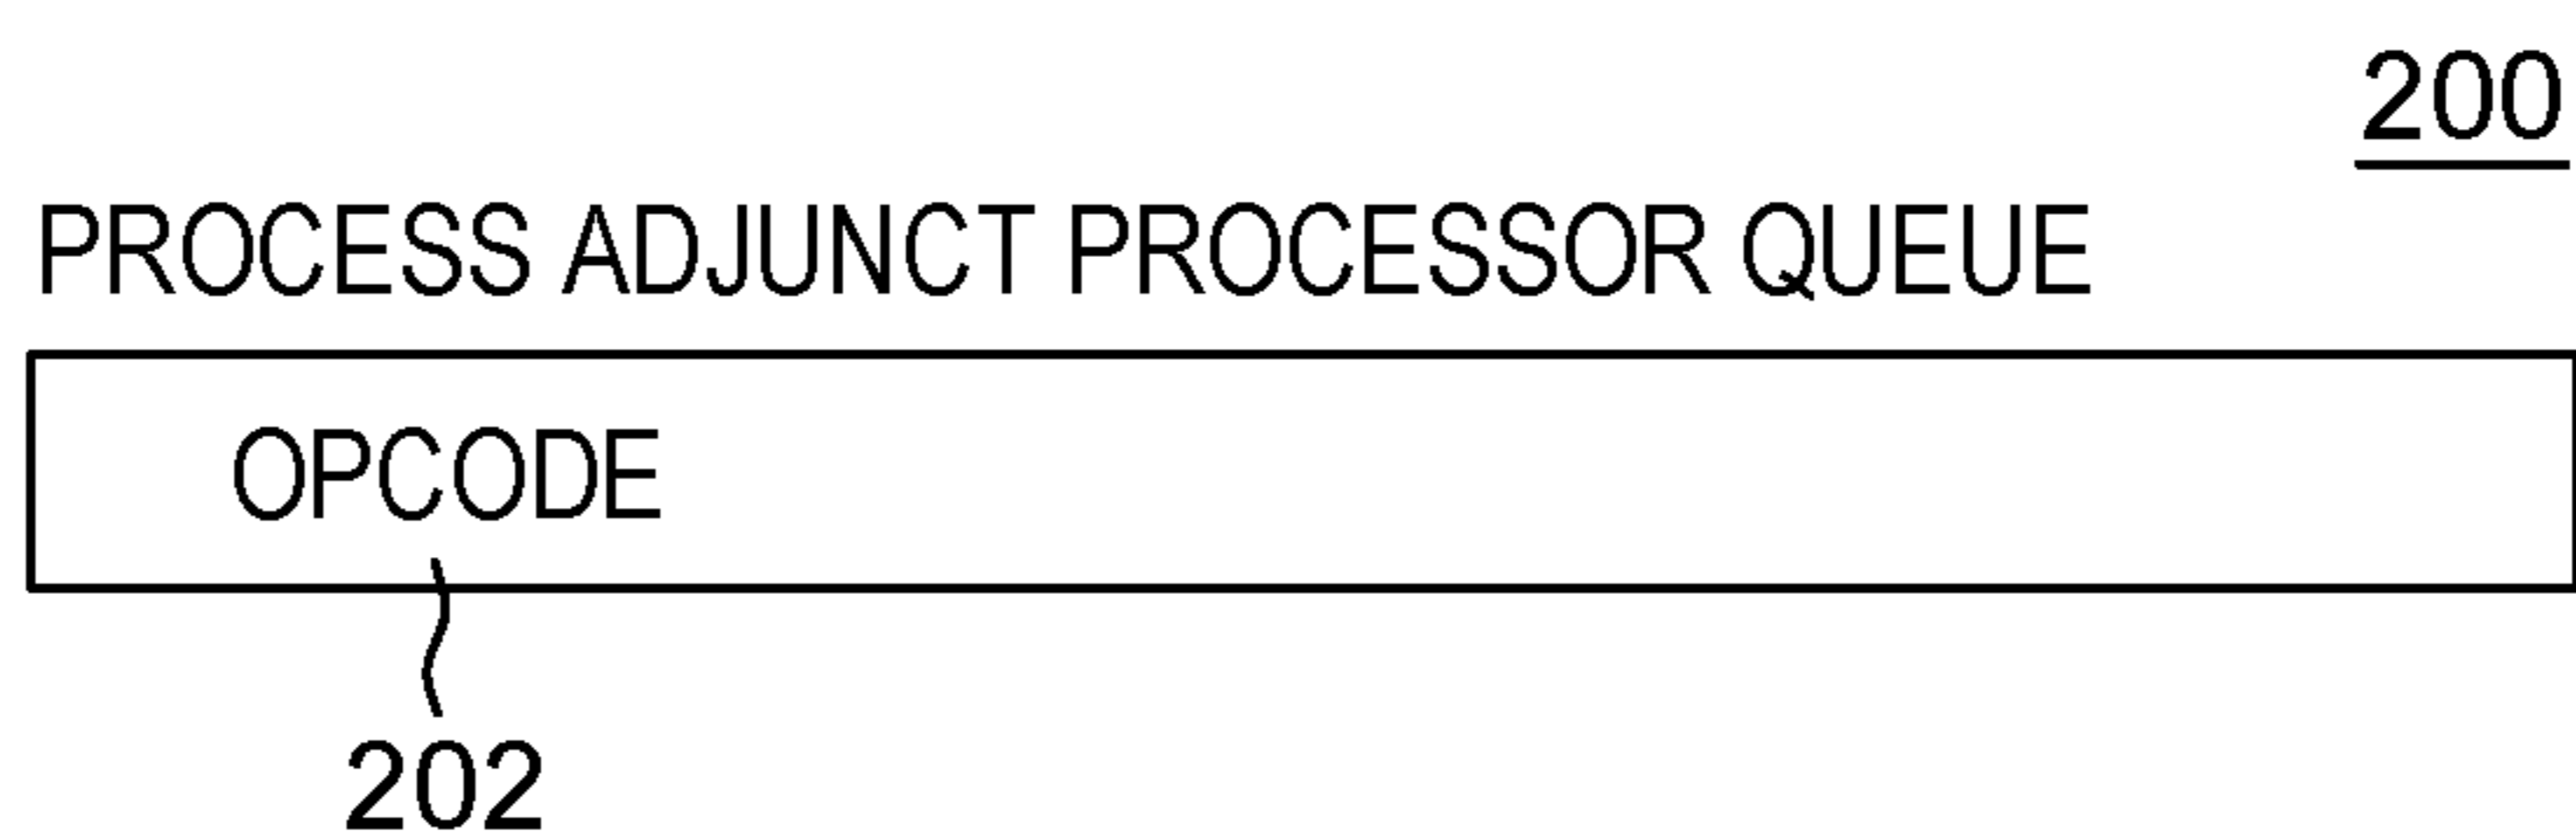 200
PROCESS ADJUNCT PROCESSOR QUEUE
OPCODE
202